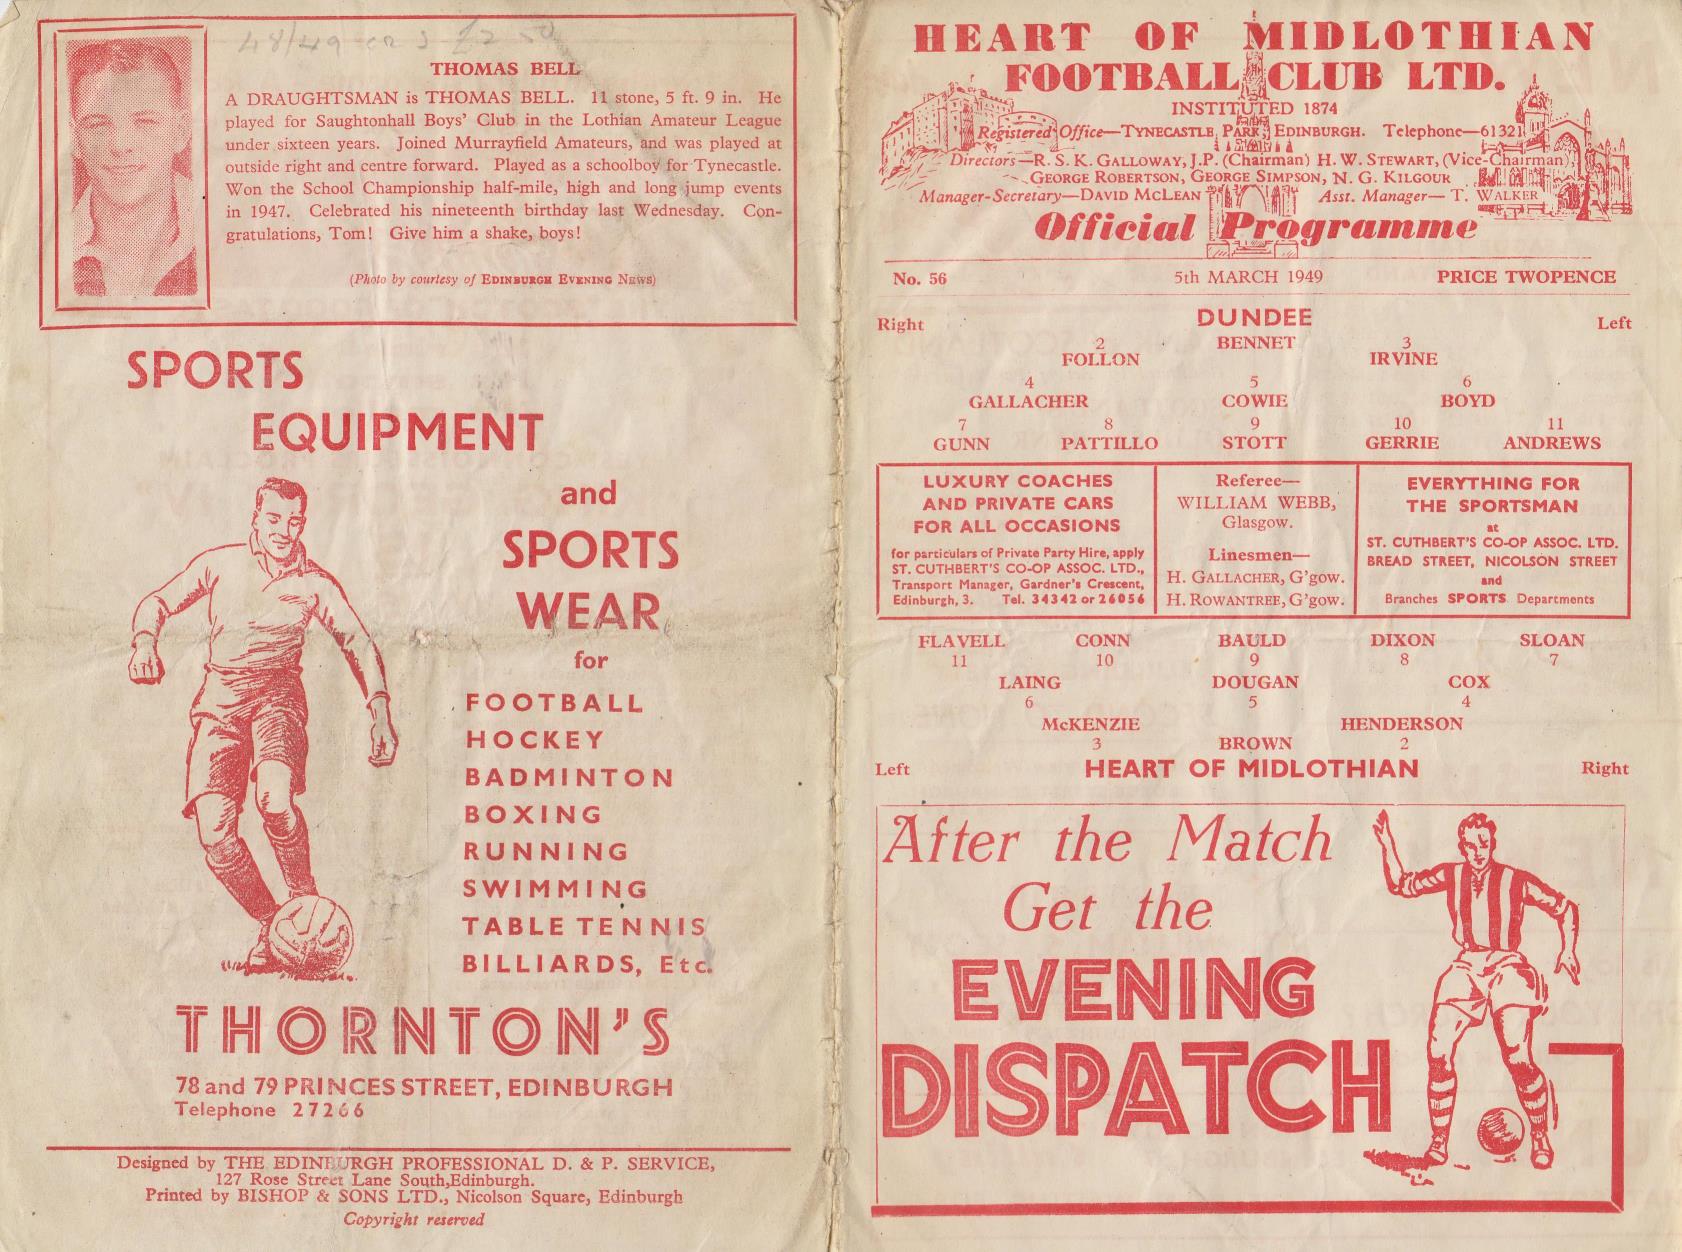 THOMAS BELL
A DRAUGHTSMAN is THOMAS BELL. 11 stone, 5 ft. 9 in. He
played for Saughtonhall Boys' Club in the Lothian Amateur League
under sixteen years. Joined Murrayfield Amateurs, and was played at
outside right and centre forward. Played as a schoolboy for Tynecastle.
Won the School Championship half-mile, high and long jump events
in 1947. Celebrated his nineteenth birthday last Wednesday. Con-
gratulations, Tom! Give him a shake, boys!
(Photo by courtesy of EDINBURGH EVENING NEWS)
SPORTS
EQUIPMENT
and
SPORTS
WEAR
for
FOOTBALL
HOCKEY
BADMINTON
BOXING
RUNNING
SWIMMING
TABLE TENNIS
BILLIARDS, Etc.
THORNTON'S
78 and 79 PRINCES STREET, EDINBURGH
Telephone 27266
Designed by THE EDINBURGH PROFESSIONAL D. & P. SERVICE,
127 Rose Street Lane South, Edinburgh.
Printed by BISHOP & SONS LTD., Nicolson Square, Edinburgh
Copyright reserved
HEART OF MIDLOTHIAN
FOOTBALL CLUB LTD.
INSTITUTED 1874
Registered Office—TYNECASTLE PARK, EDINBURGH. Telephone—61321
Directors—R. S. K. GALLOWAY, J.P. (Chairman) H. W. STEWART, (Vice-Chairman),
GEORGE ROBERTSON, GEORGE SIMPSON, N. G. KILGOUR
Manager-Secretary—DAVID McLEAN Asst. Manager—T. WALKER
Official Programme
No. 56 5th MARCH 1949 PRICE TWOPENCE
Right DUNDEE Left
2 BENNET 3
FOLLON IRVINE
4 5 6
GALLACHER COWIE BOYD
7 8 9 10 11
GUNN PATTILLO STOTT GERRIE ANDREWS
LUXURY COACHES
AND PRIVATE CARS
FOR ALL OCCASIONS
for particulars of Private Party Hire, apply
ST. CUTHBERT'S CO-OP ASSOC. LTD.,
Transport Manager, Gardner's Crescent,
Edinburgh, 3. Tel. 34342 or 26056
Referee—
WILLIAM WEBB,
Glasgow.
Linesmen—
H. GALLACHER, G'gow.
H. ROWANTREE, G'gow.
EVERYTHING FOR
THE SPORTSMAN
at
ST. CUTHBERT'S CO-OP ASSOC. LTD.
BREAD STREET, NICOLSON STREET
and
Branches SPORTS Departments
FLAVELL CONN BAULD DIXON SLOAN
11 10 9 8 7
LAING DOUGAN COX
6 5 4
McKENZIE HENDERSON
3 BROWN 2
Left HEART OF MIDLOTHIAN Right
After the Match
Get the
EVENING
DISPATCH